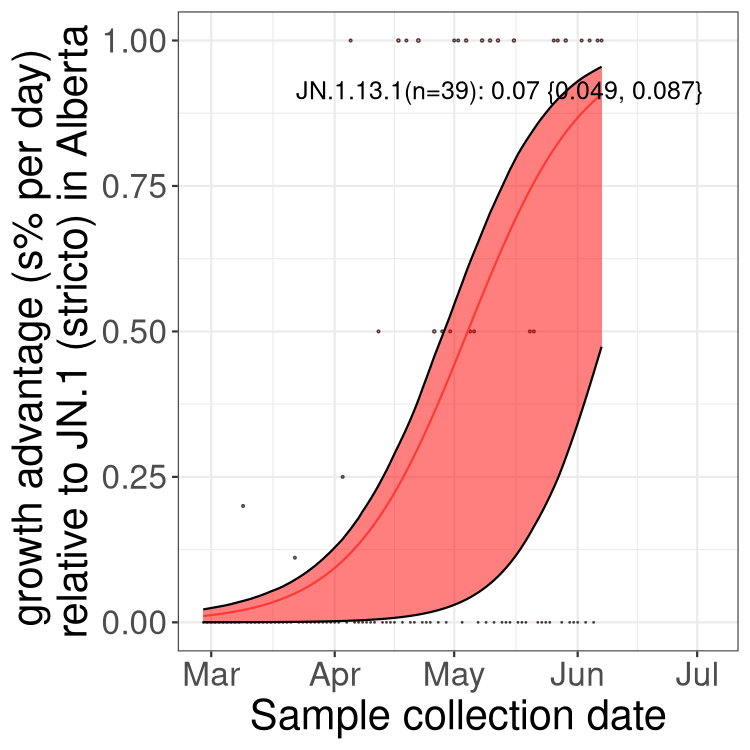 growth advantage (s% per day)
relative to JN.1 (stricto) in Alberta
1.00
0.75
0.50
0.25
0.00
JN.1.13.1(n=39): 0.07 {0.049, 0.087}
Mar Apr May Jun Jul
Sample collection date